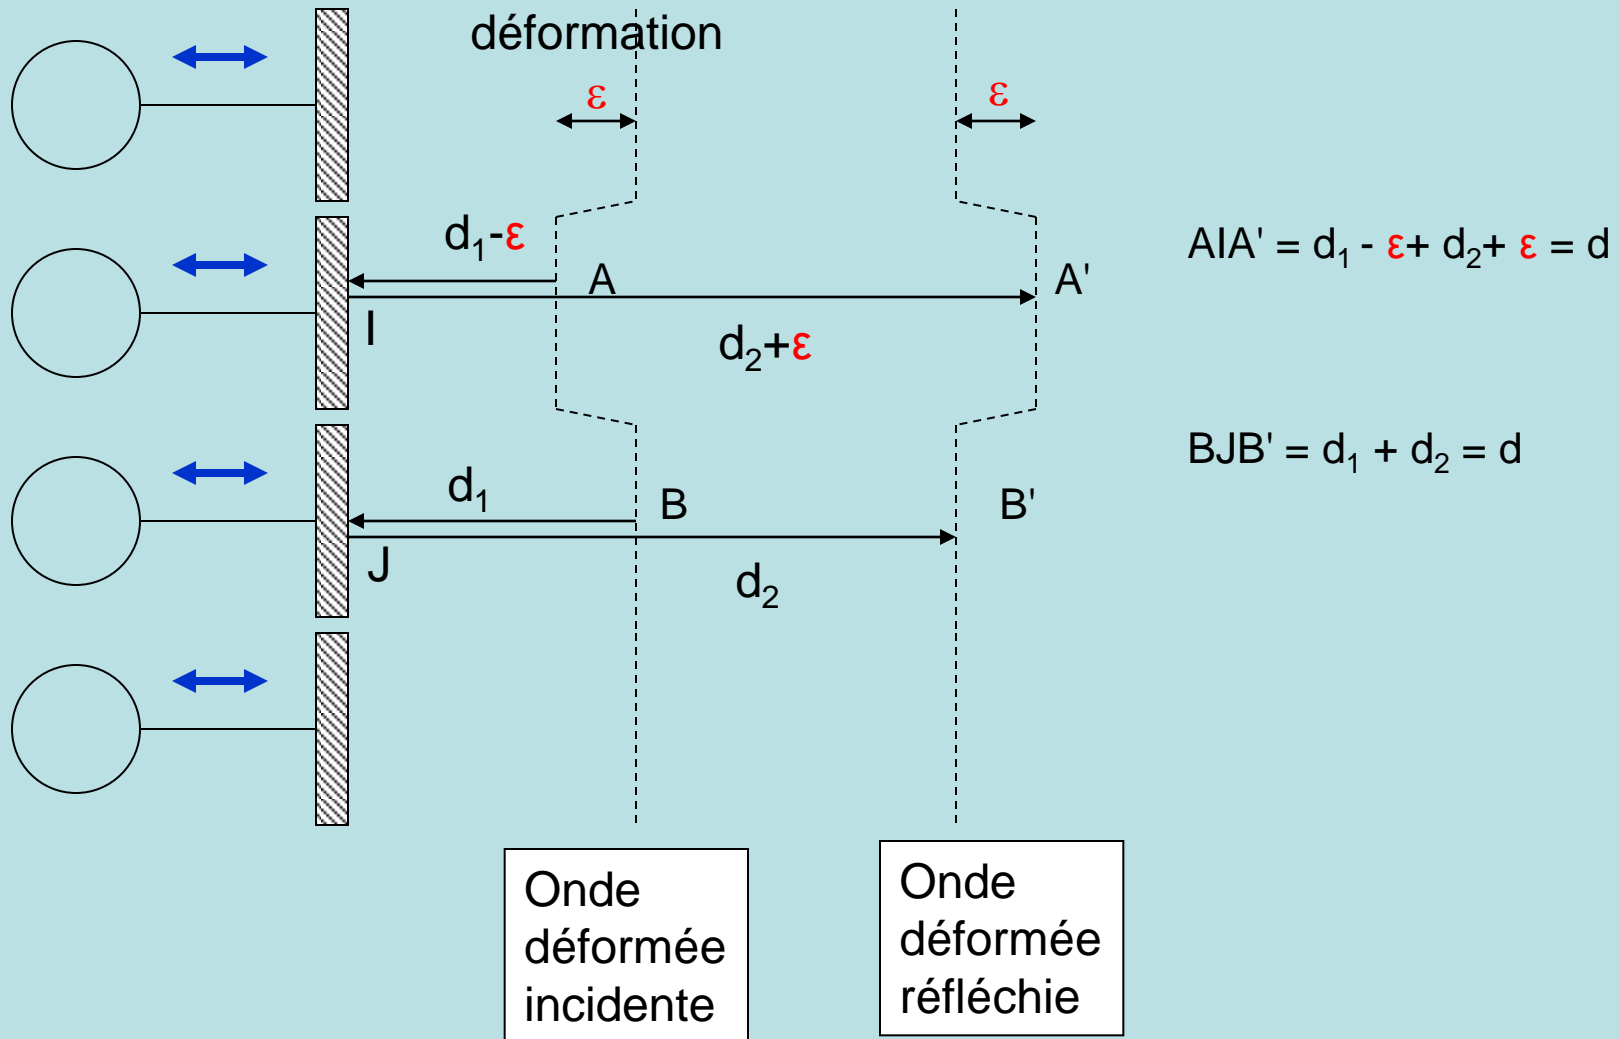 déformation
ε
ε
d₁-ε
A
A'
AIA' = d₁ - ε+ d₂+ ε = d
I
d₂+ε
BJB' = d₁ + d₂ = d
d₁
B
B'
J
d₂
Onde
déformée
incidente
Onde
déformée
réfléchie